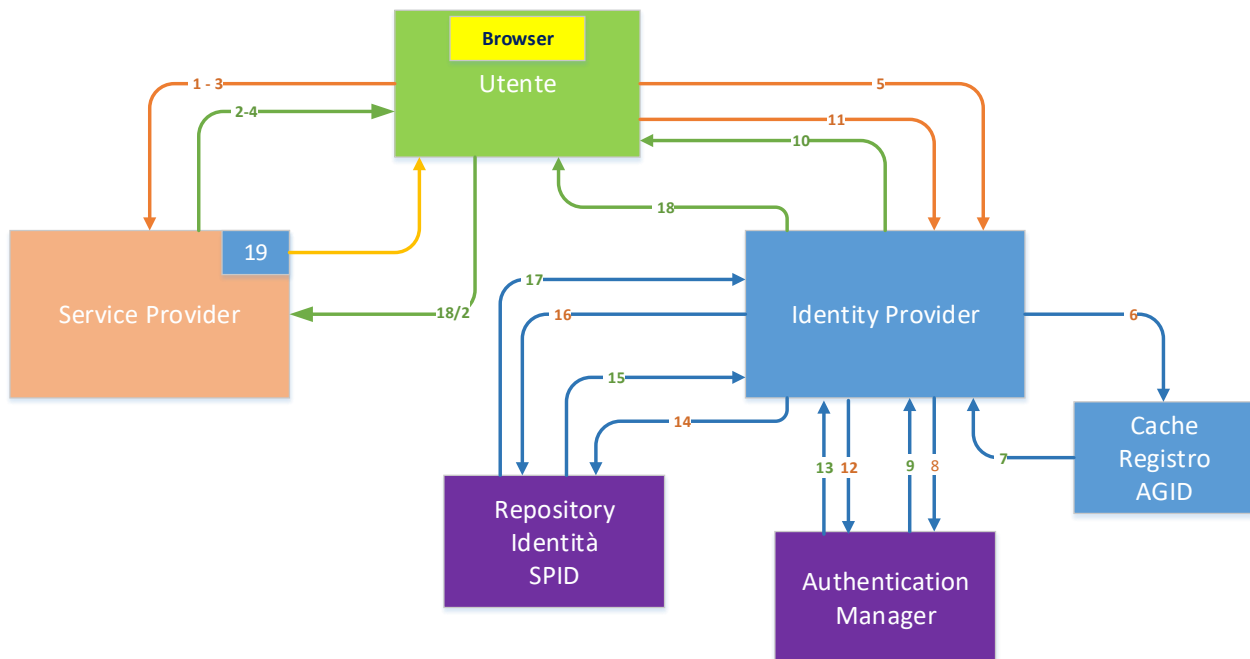 Browser
Utente
1 - 3
2-4
5
11
10
18
19
Service Provider
18/2
17
16
15
14
Identity Provider
6
7
13
12
9
8
Cache
Registro
AGID
Repository
Identità
SPID
Authentication
Manager